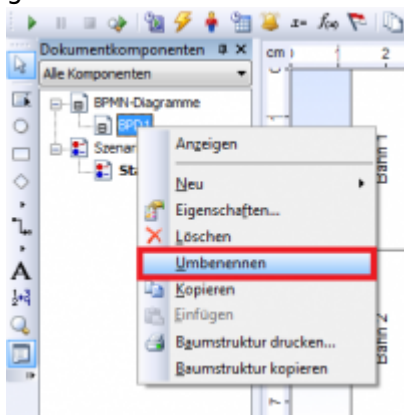 Dokumentkomponenten
cm
2
Alle Komponenten
BPMN-Diagramme
BPD1
Szenar
Sta
Anzeigen
Neu
Eigenschaften...
Löschen
Umbenennen
Kopieren
Einfügen
Baumstruktur drucken...
Baumstruktur kopieren
Bahn 1
Bahn 2